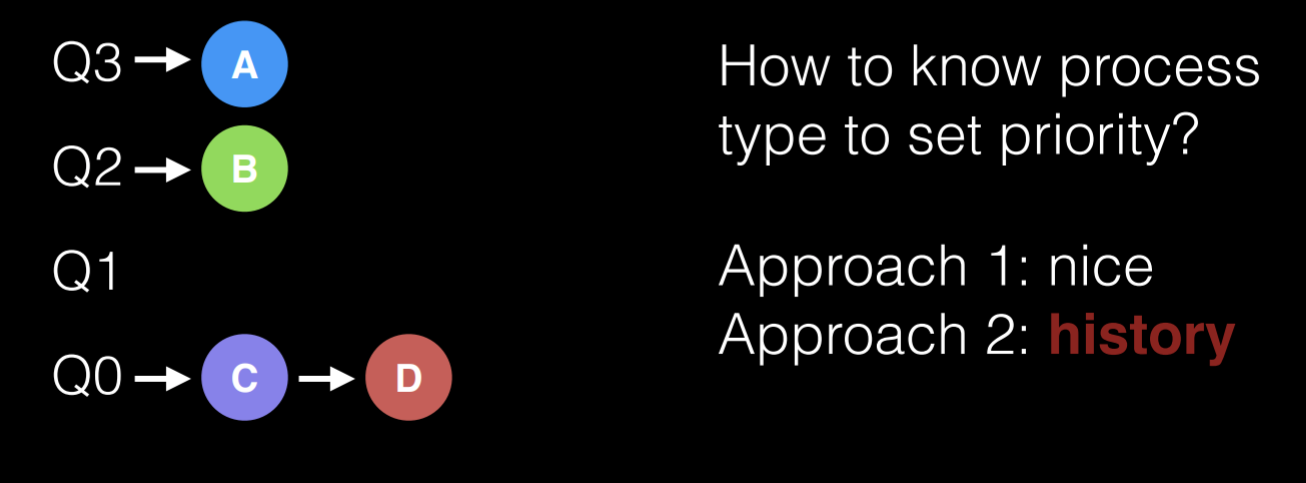 Q3 A
Q2 B
Q1
Q0 C D
How to know process
type to set priority?
Approach 1: nice
Approach 2: history